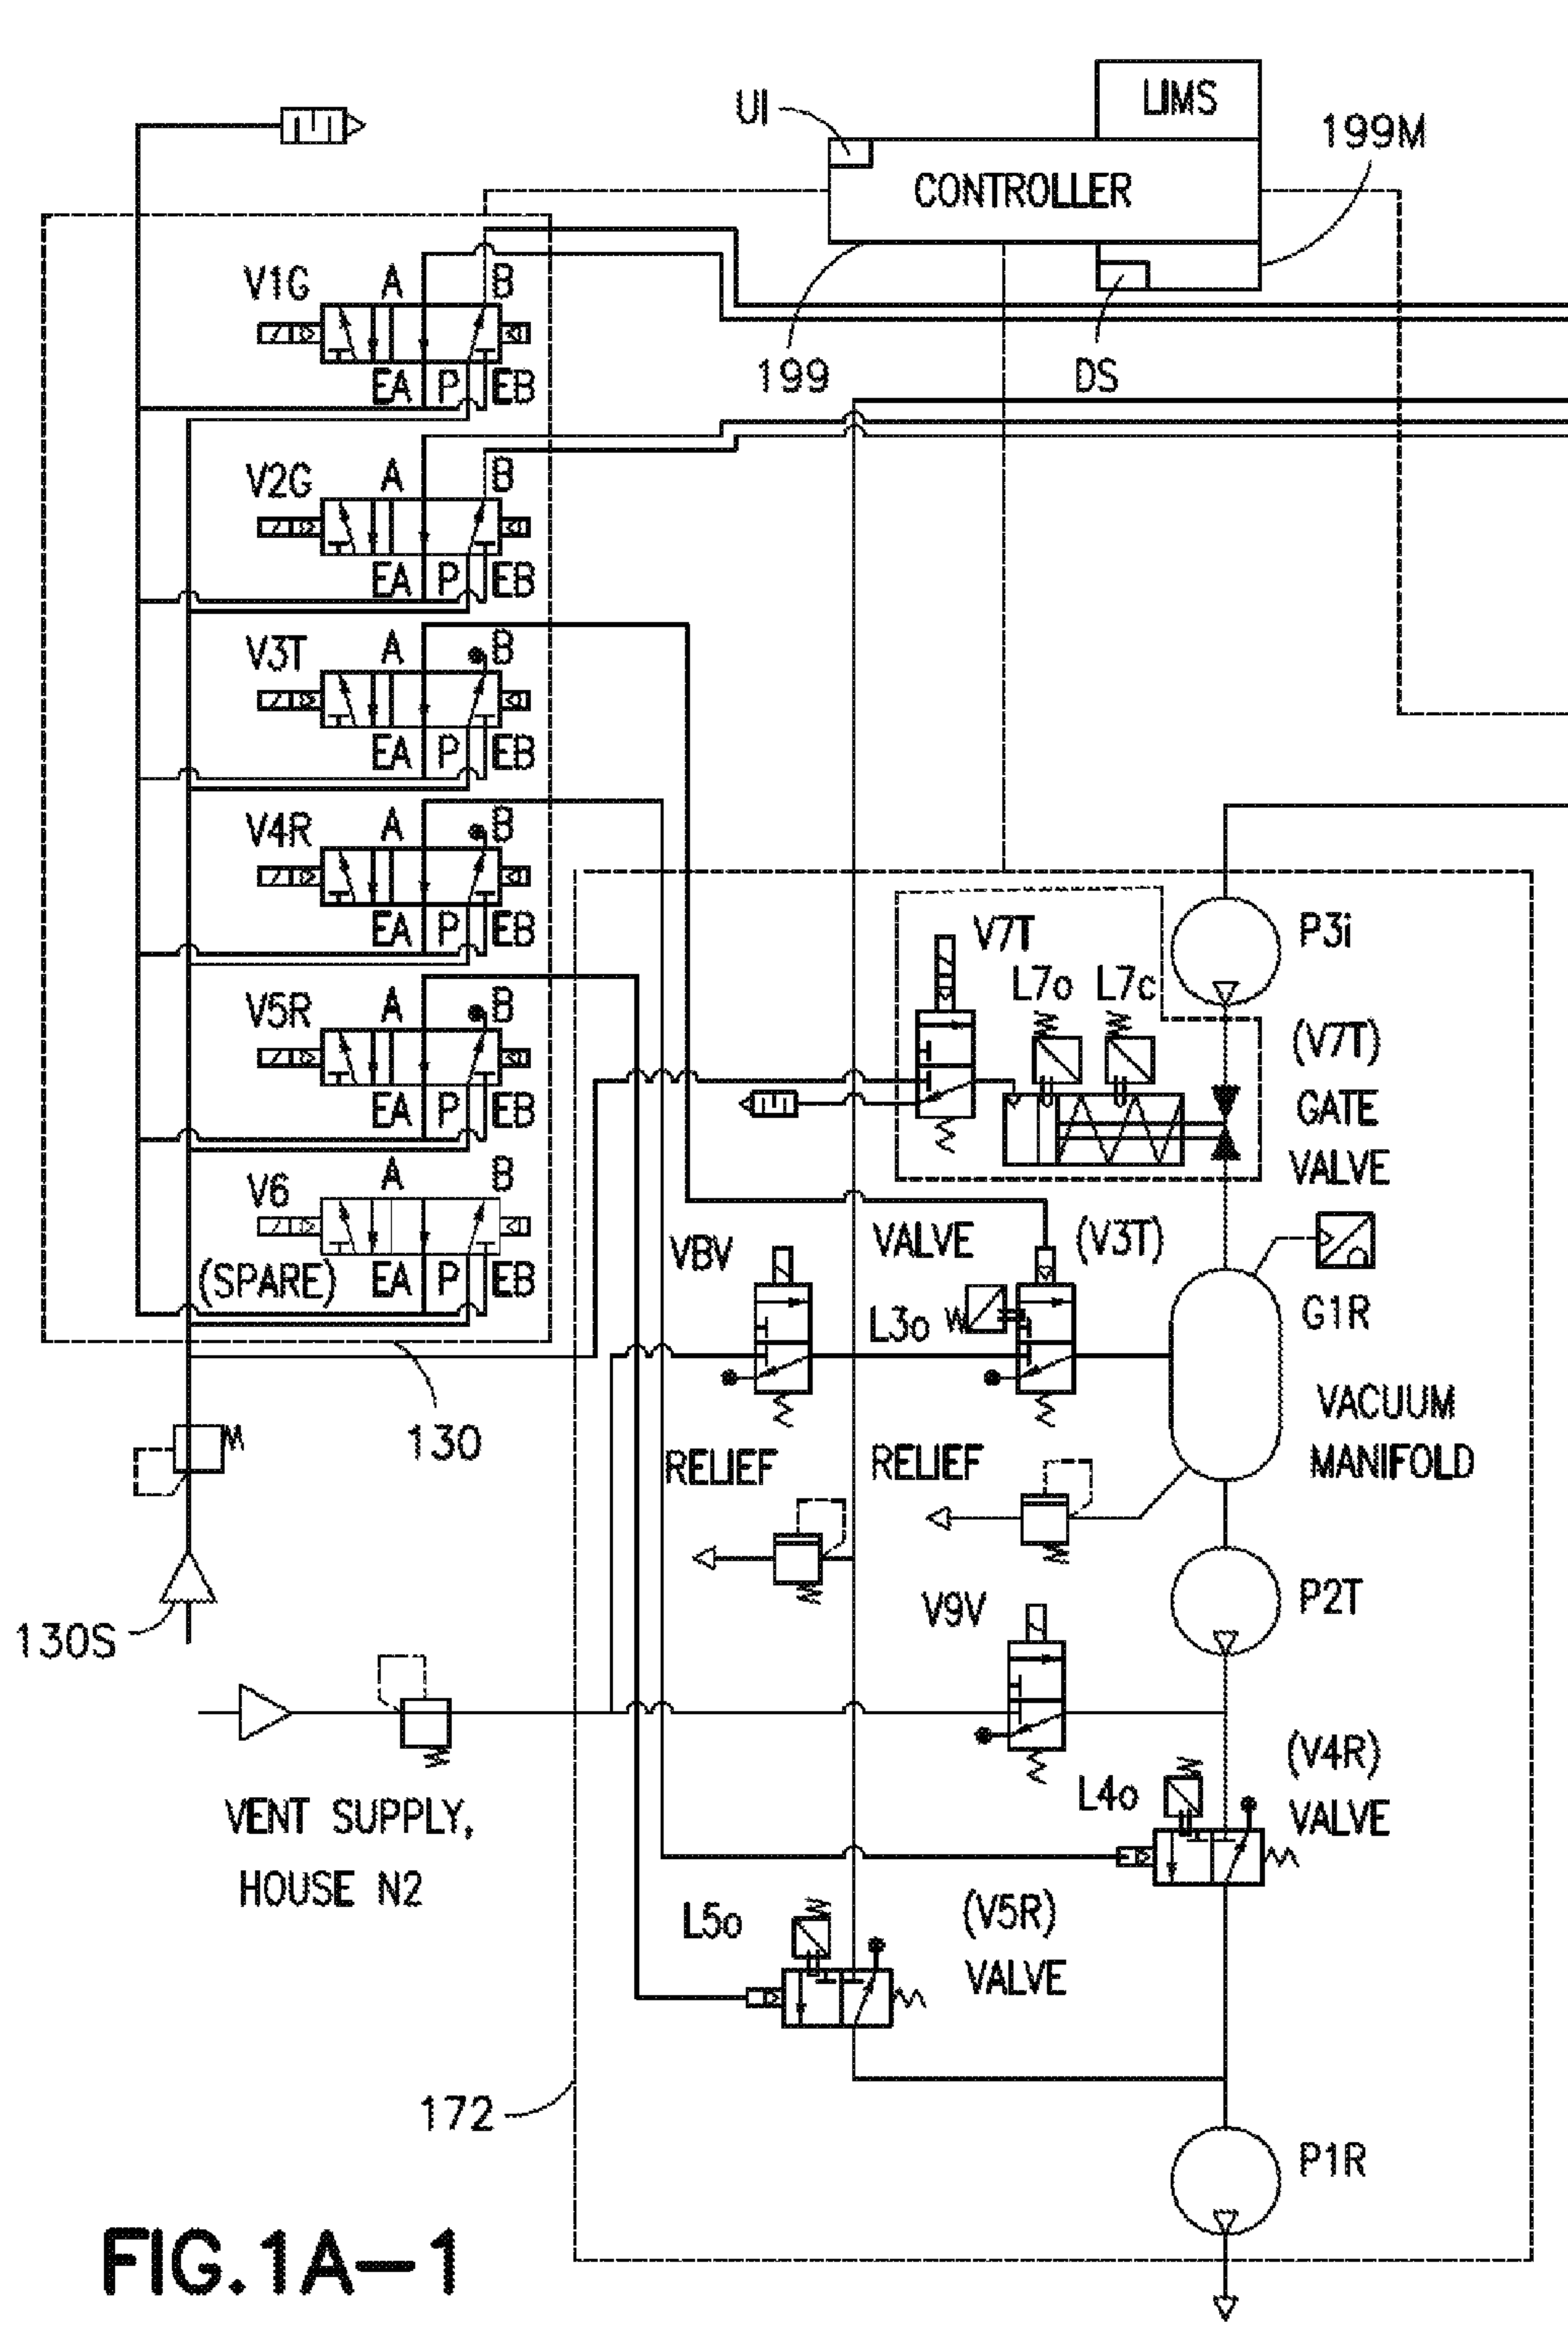 LIMS
UI
199M
CONTROLLER
V1G A B
199
DS
EA P EB
V2G A B
EA P EB
V3T A B
EA P EB
V4R A B
EA P EB
V7T
P3i
L7o L7c
V5R A B
(V7T)
GATE
VALVE
EA P EB
V6 A B
(SPARE) EA P EB
VBV
VALVE (V3T)
L3o
G1R
130
VACUUM
MANIFOLD
RELIEF
RELIEF
P2T
V9V
130S
VENT SUPPLY,
HOUSE N2
L4o
(V4R)
VALVE
L5o
(V5R)
VALVE
172
P1R
FIG.1A-1